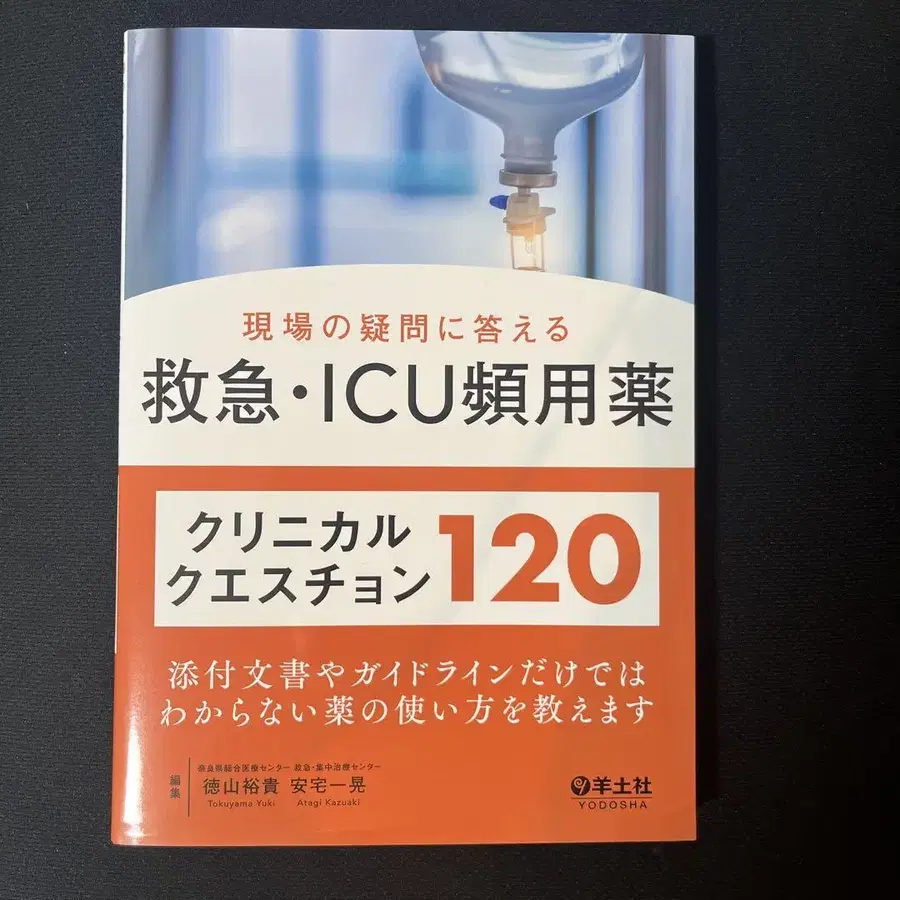 現場の疑問に答える
救急・ICU頻用薬
クリニカル
クエスチョン120
添付文書やガイドラインだけでは
わからない薬の使い方を教えます
編集
奈良県総合医療センター 救急・集中治療センター
徳山裕貴 安宅一晃
Tokuyama Yuki Atagi Kazuaki
羊土社
YODOSHA